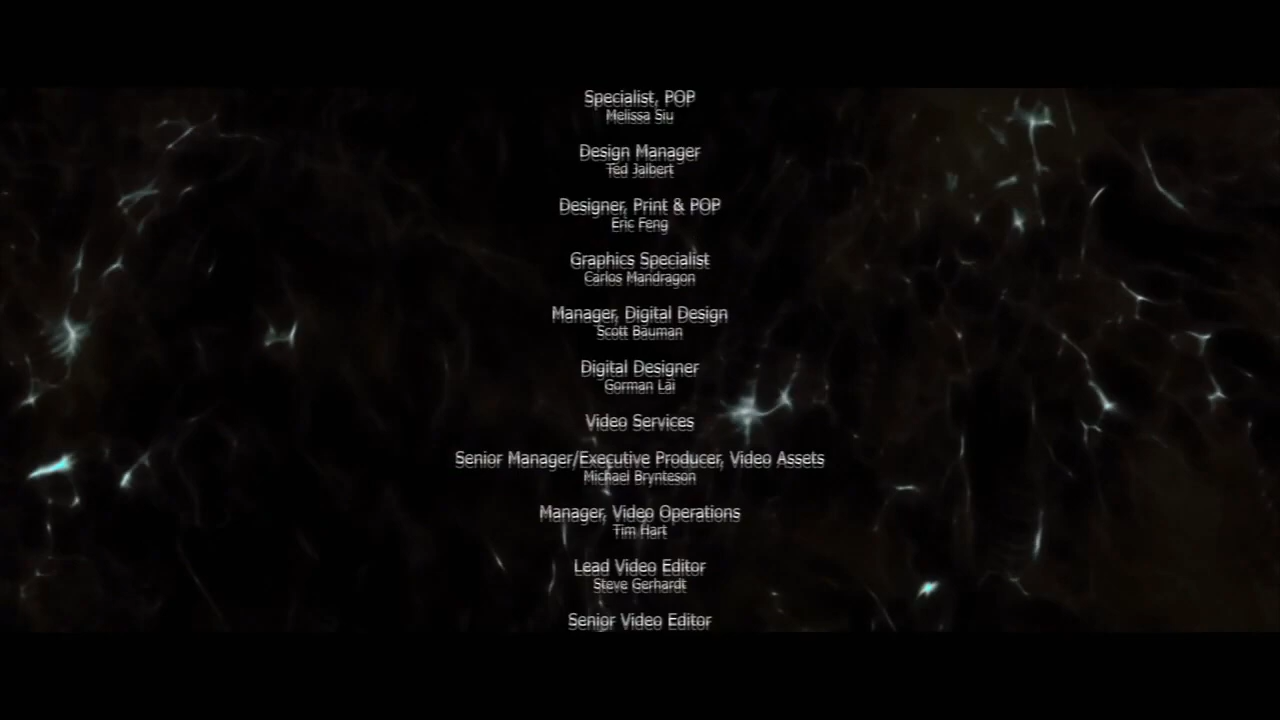 Specialist, POP
Melissa Siu
Design Manager
Ted Jalbert
Designer, Print & POP
Eric Feng
Graphics Specialist
Carlos Mandragon
Manager, Digital Design
Scott Bauman
Digital Designer
Gorman Lai
Video Services
Senior Manager/Executive Producer, Video Assets
Michael Brynteson
Manager, Video Operations
Tim Hart
Lead Video Editor
Steve Gerhardt
Senior Video Editor